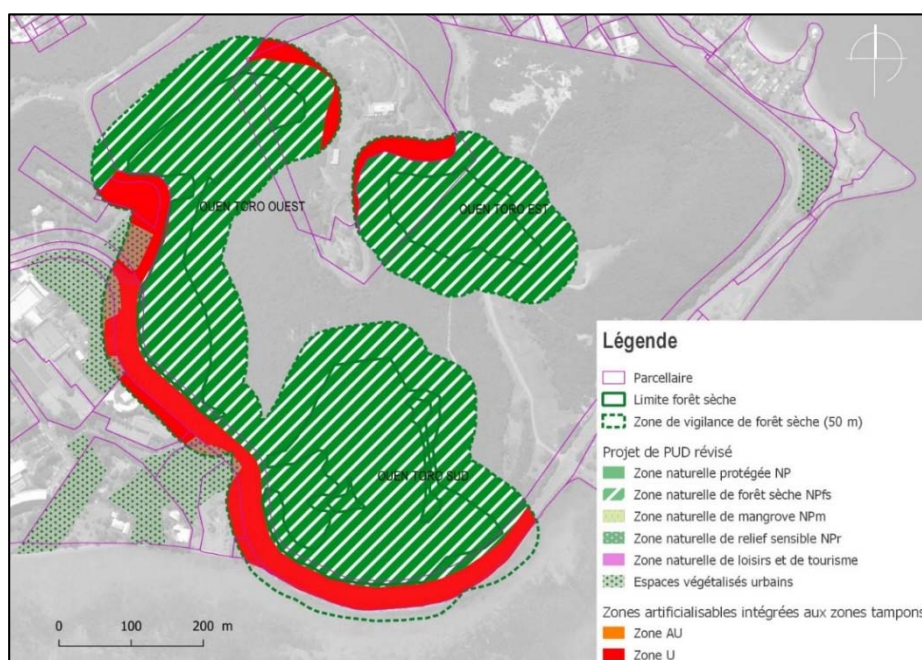 OUEN TORO OUEST
OUEN TORO EST
OUEN TORO SUD
0 100 200 m
Légende
Parcellaire
Limite forêt sèche
Zone de vigilance de forêt sèche (50 m)
Projet de PUD révisé
Zone naturelle protégée NP
Zone naturelle de forêt sèche NPfs
Zone naturelle de mangrove NPm
Zone naturelle de relief sensible NPr
Zone naturelle de loisirs et de tourisme
Espaces végétalisés urbains
Zones artificialisables intégrées aux zones tampons
Zone AU
Zone U